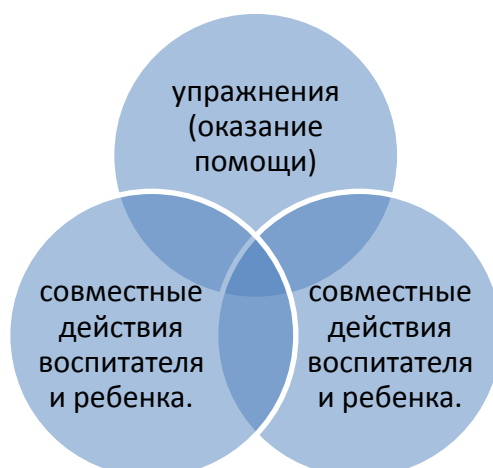 упражнения
(оказание
помощи)
совместные
действия
воспитателя
и ребенка.
совместные
действия
воспитателя
и ребенка.